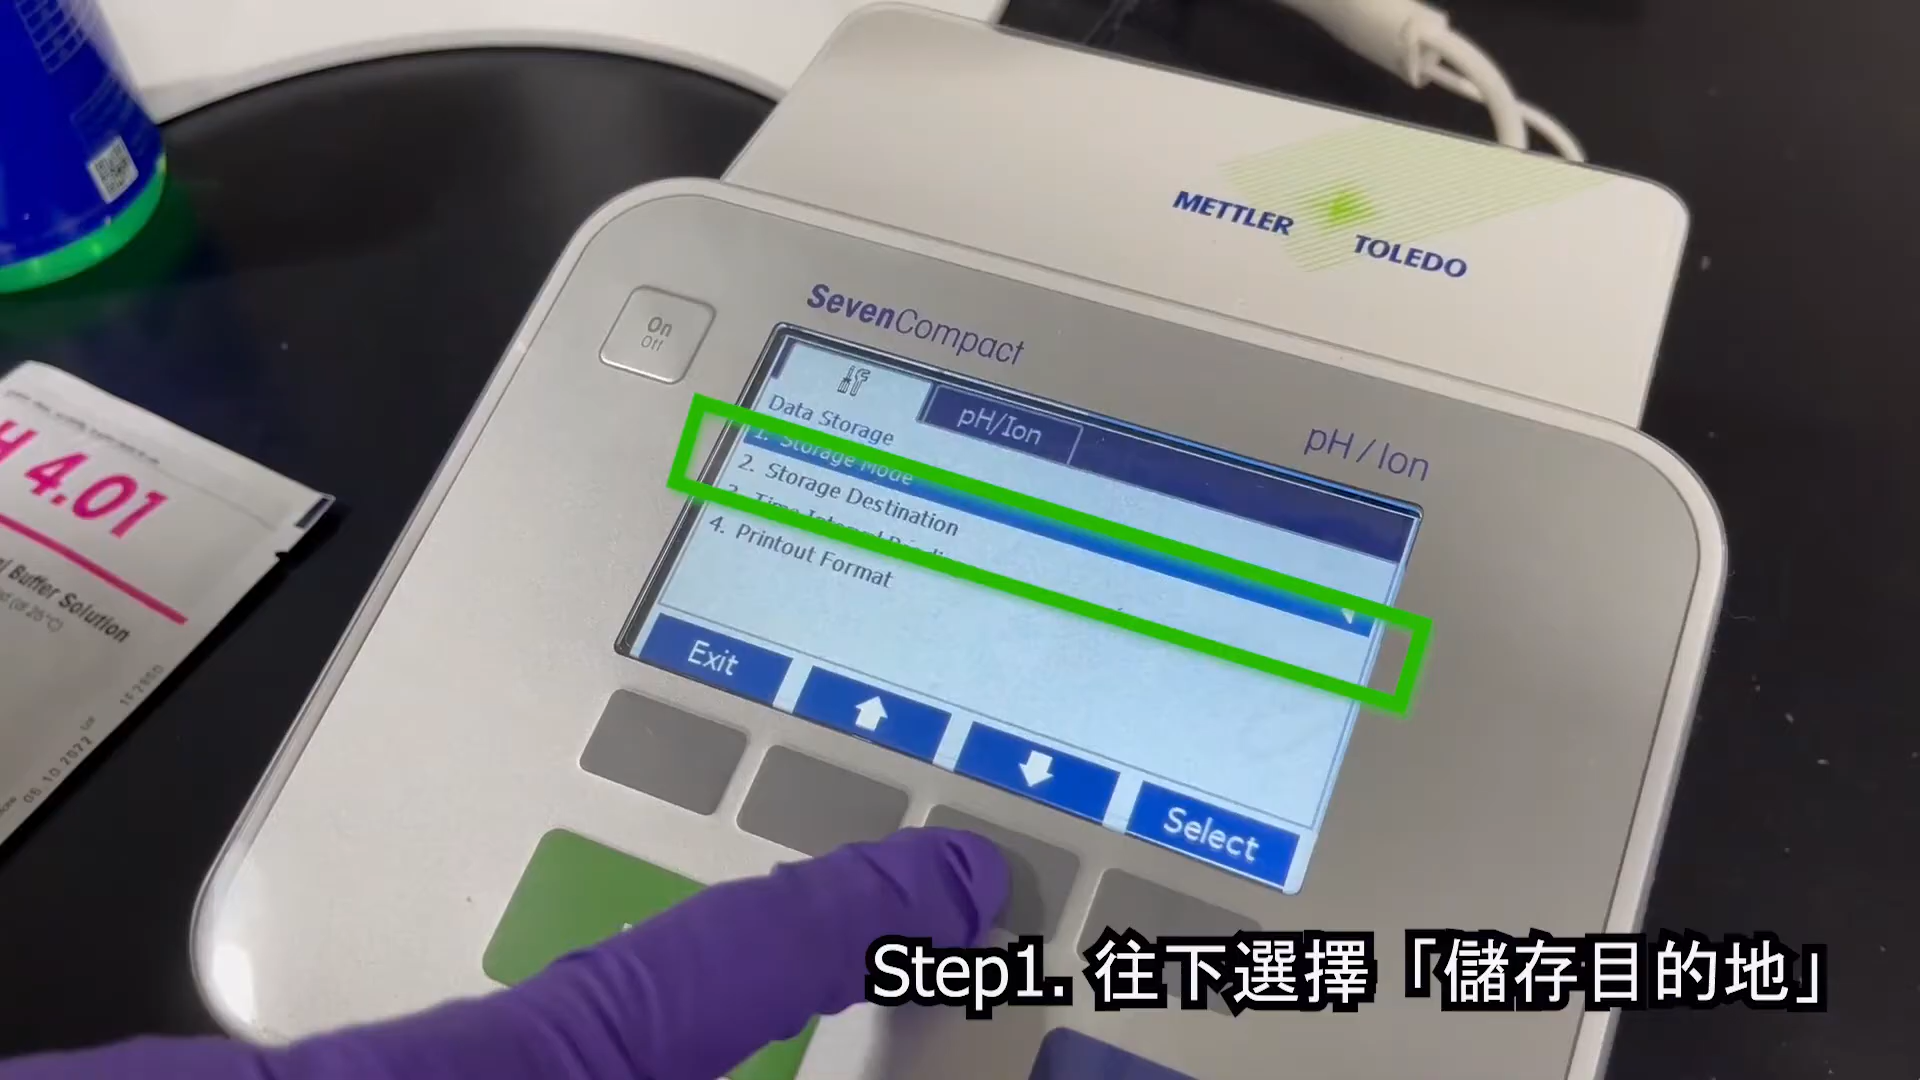 METTLER
TOLEDO
SevenCompact
pH / Ion
On
Off
pH/Ion
Data Storage
1. Storage Mode
2. Storage Destination
4. Printout Format
Exit
Select
H 4.01
Buffer Solution
Step1. 往下選擇「儲存目的地」